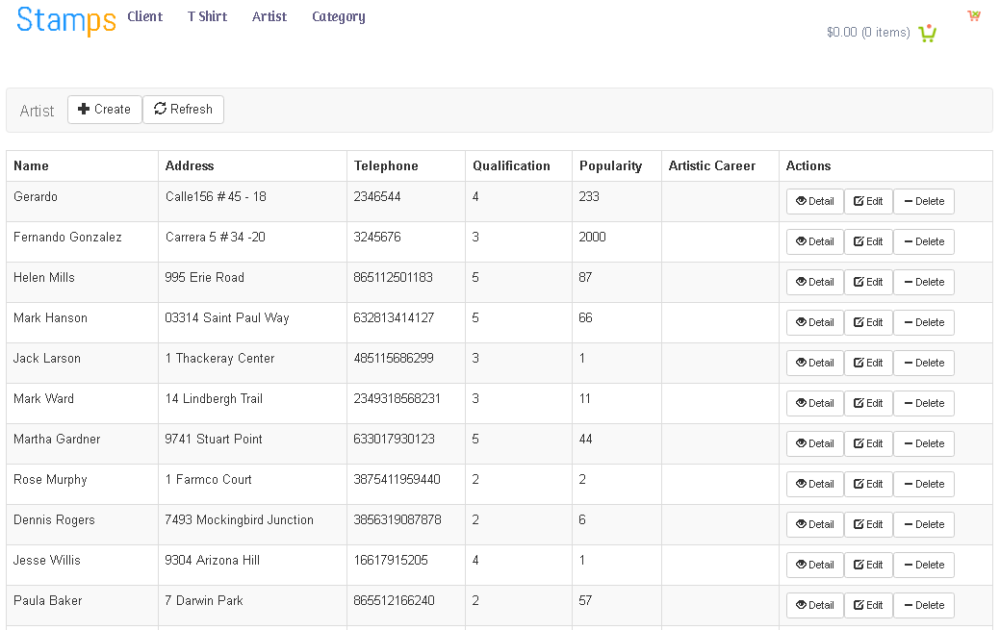 Stamps Client T Shirt Artist Category
$0.00 (0 items)
Artist Create Refresh
Name Address Telephone Qualification Popularity Artistic Career Actions
Gerardo Calle156 # 45 - 18 2346544 4 233 Detail Edit Delete
Fernando Gonzalez Carrera 5 # 34 -20 3245676 3 2000 Detail Edit Delete
Helen Mills 995 Erie Road 865112501183 5 87 Detail Edit Delete
Mark Hanson 03314 Saint Paul Way 632813414127 5 66 Detail Edit Delete
Jack Larson 1 Thackeray Center 485115686299 3 1 Detail Edit Delete
Mark Ward 14 Lindbergh Trail 2349318568231 3 11 Detail Edit Delete
Martha Gardner 9741 Stuart Point 633017930123 5 44 Detail Edit Delete
Rose Murphy 1 Farmco Court 3875411959440 2 2 Detail Edit Delete
Dennis Rogers 7493 Mockingbird Junction 3856319087878 2 6 Detail Edit Delete
Jesse Willis 9304 Arizona Hill 16617915205 4 1 Detail Edit Delete
Paula Baker 7 Darwin Park 865512166240 2 57 Detail Edit Delete